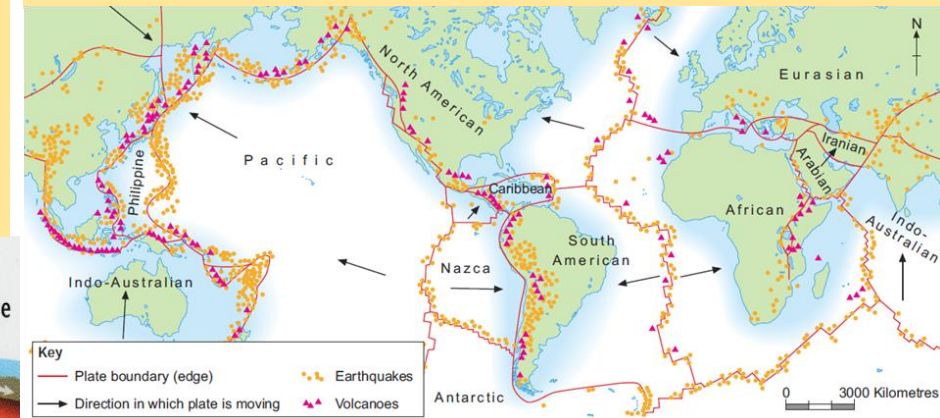 N
North
American
Eurasian
Pacific
Philippine
Caribbean
Iranian
Arabian
African
Indo-
Australian
South
American
Nazca
Indo-Australian
Antarctic
e
Key
Plate boundary (edge)
Direction in which plate is moving
Earthquakes
Volcanoes
0 3000 Kilometres